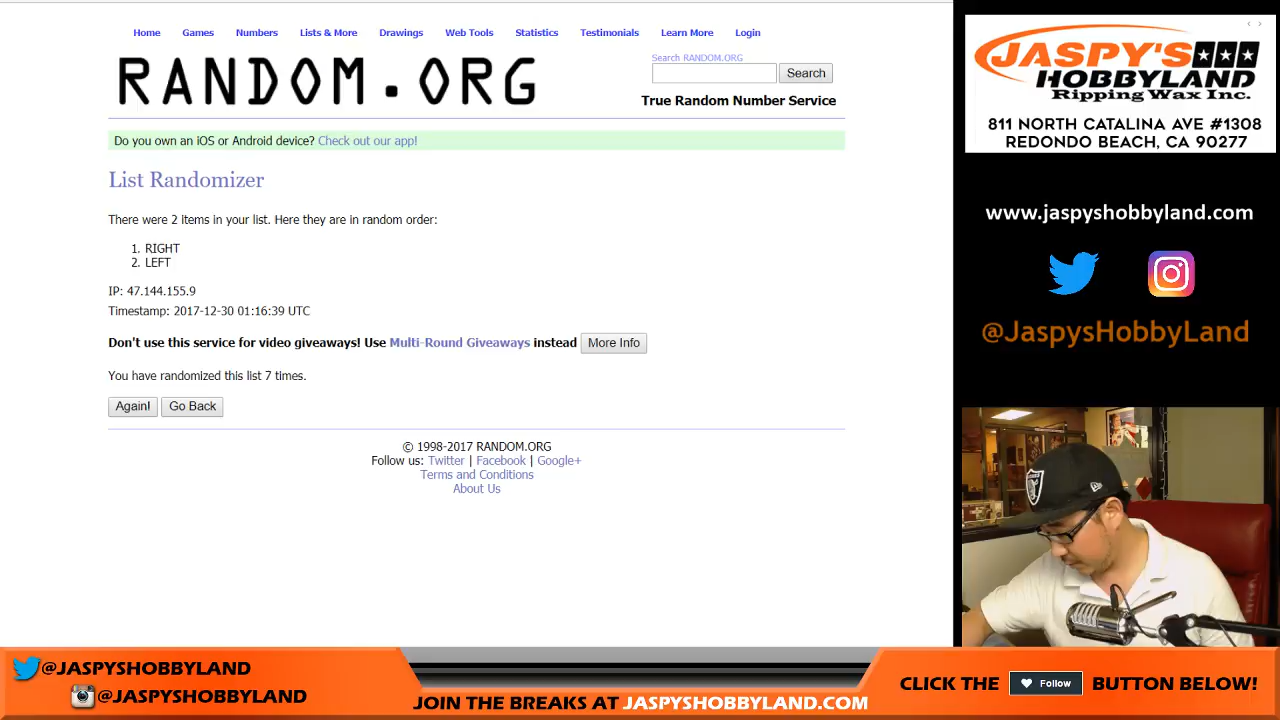 Home Games Numbers Lists & More Drawings Web Tools Statistics Testimonials Learn More Login
RANDOM.ORG
Search RANDOM.ORG
Search
True Random Number Service
Do you own an iOS or Android device? Check out our app!
List Randomizer
There were 2 items in your list. Here they are in random order:
1. RIGHT
2. LEFT
IP: 47.144.155.9
Timestamp: 2017-12-30 01:16:39 UTC
Don't use this service for video giveaways! Use Multi-Round Giveaways instead More Info
You have randomized this list 7 times.
Again! Go Back
© 1998-2017 RANDOM.ORG
Follow us: Twitter | Facebook | Google+
Terms and Conditions
About Us
JASPY'S
HOBBYLAND
Ripping Wax Inc.
811 NORTH CATALINA AVE #1308
REDONDO BEACH, CA 90277
www.jaspyshobbyland.com
@JaspysHobbyLand
@JASPYSHOBBYLAND
@JASPYSHOBBYLAND
JOIN THE BREAKS AT JASPYSHOBBYLAND.COM
CLICK THE Follow BUTTON BELOW!